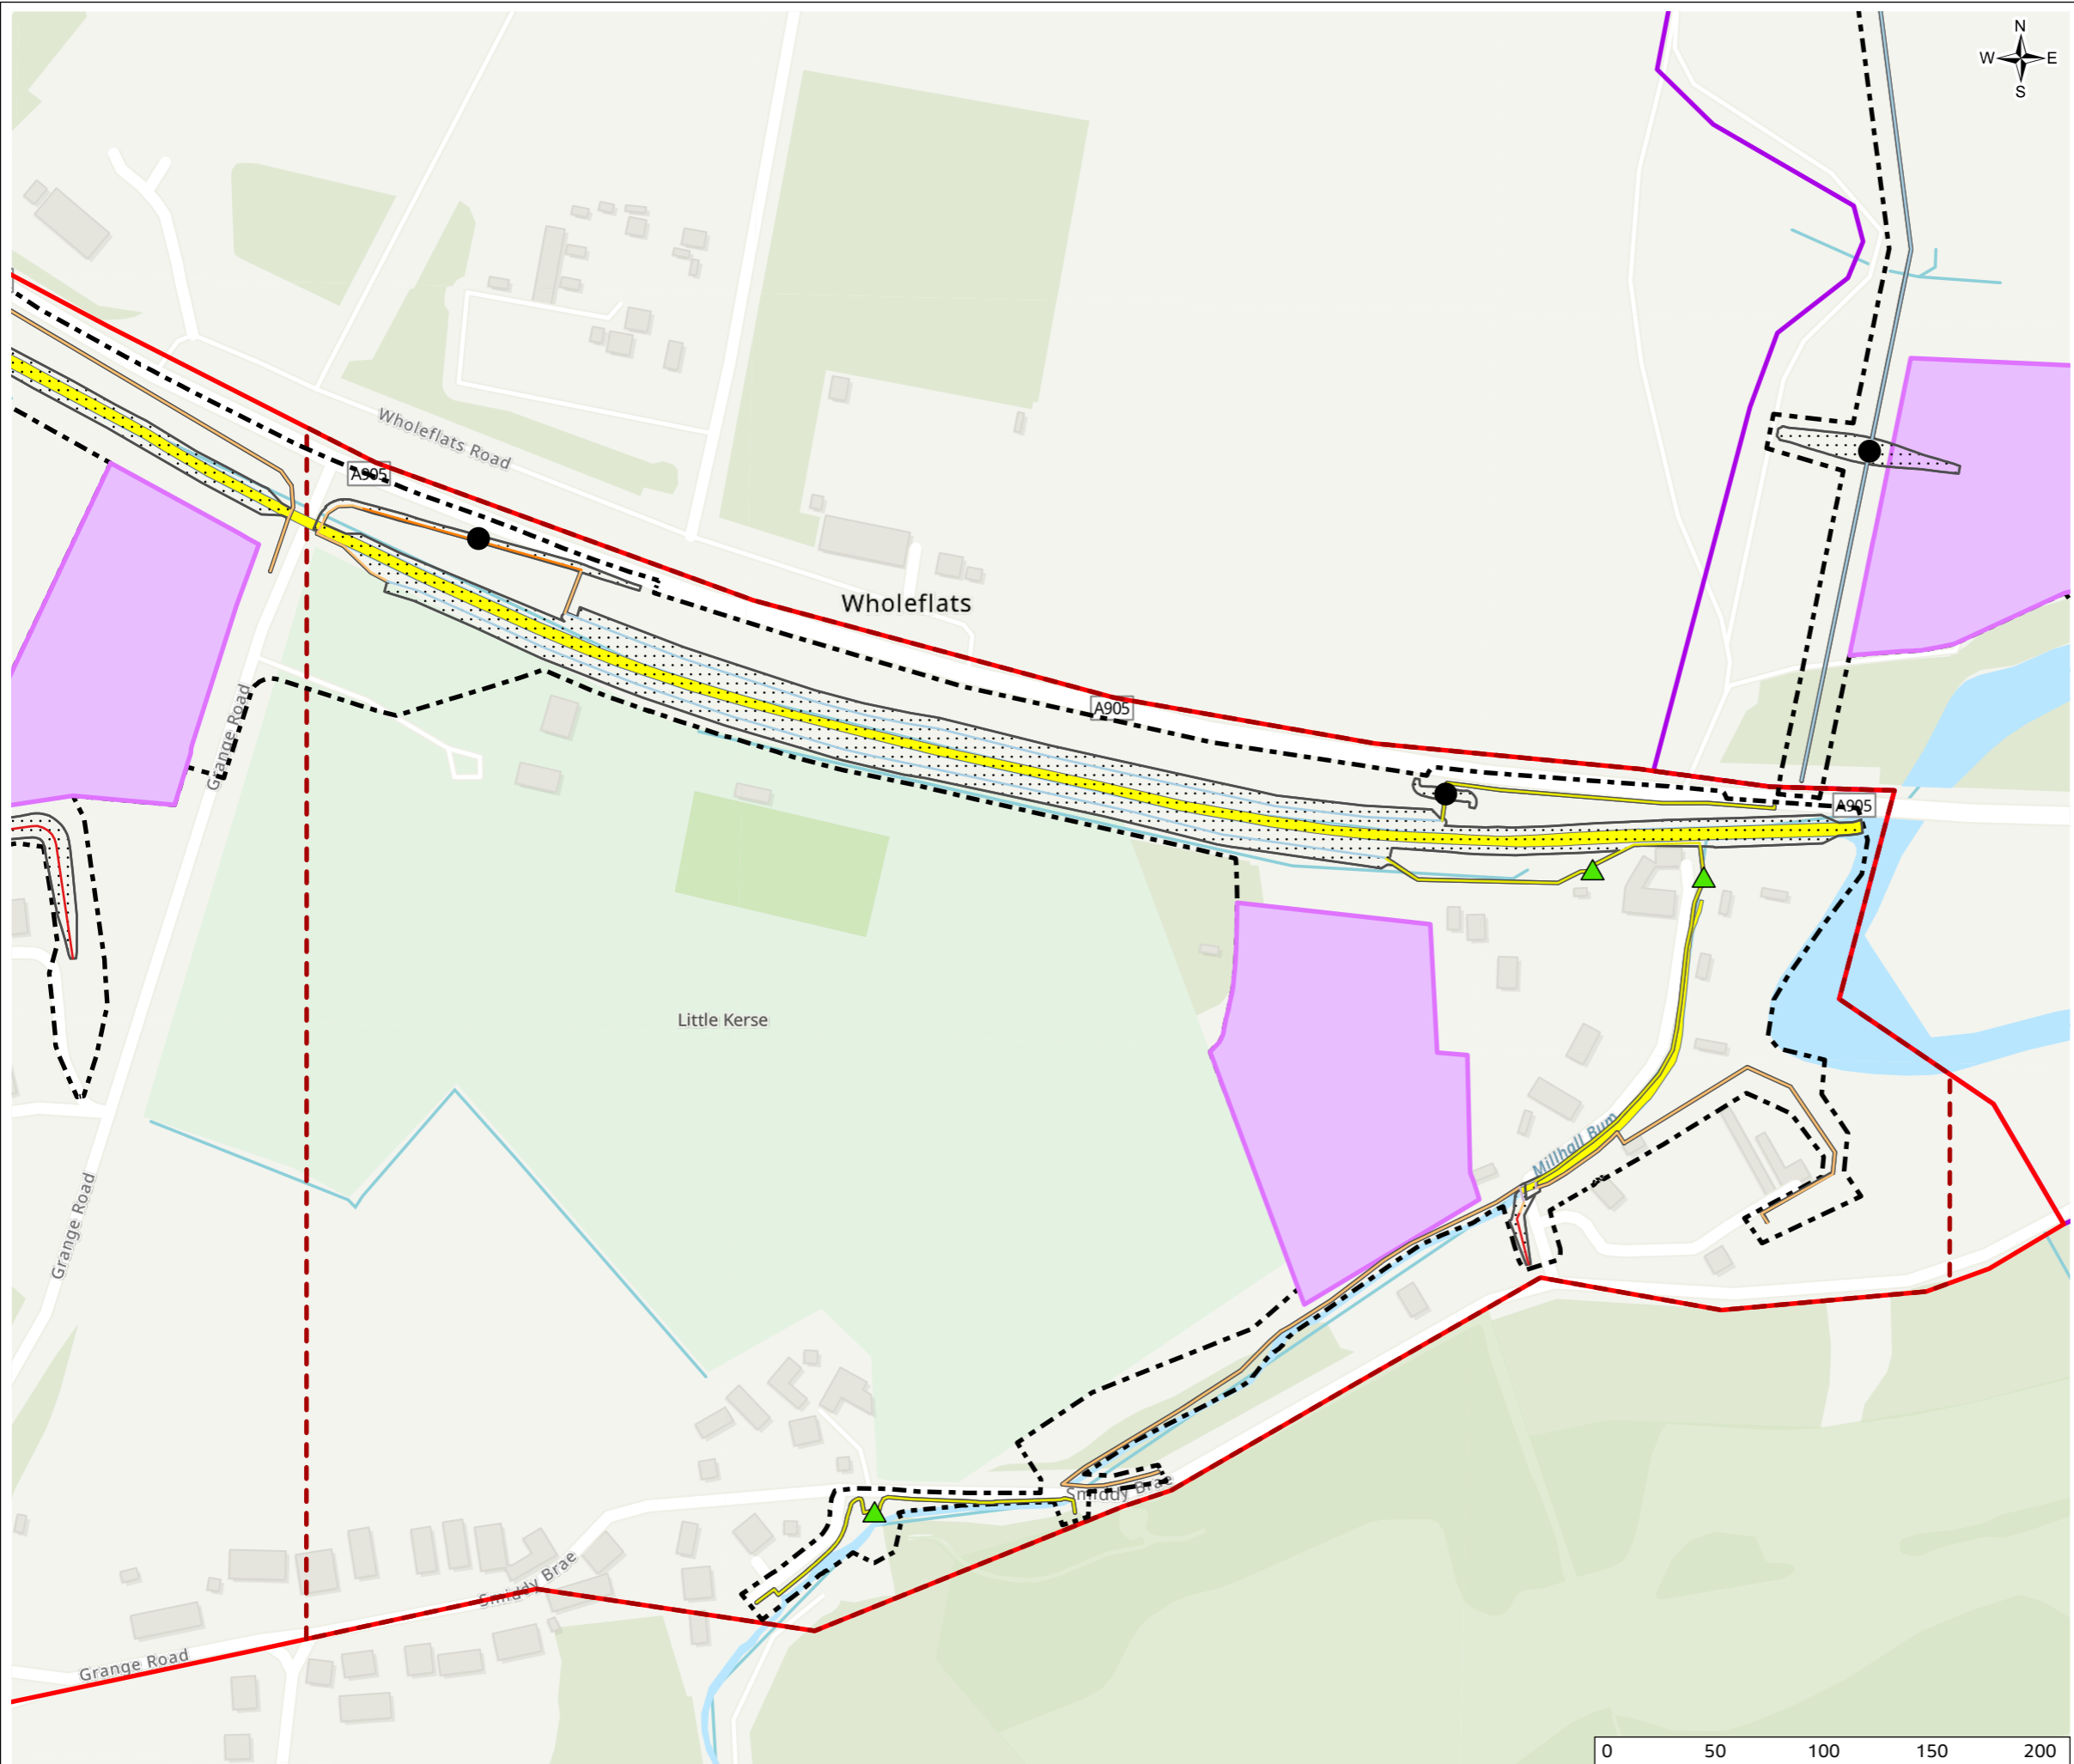 N
W E
S
Wholeflats Road
A905
Wholeflats
A905
A905
Grange Road
Little Kerse
Millhall Burn
Grange Road
Smiddy Brae
Smiddy Brae
Grange Road
0 50 100 150 200